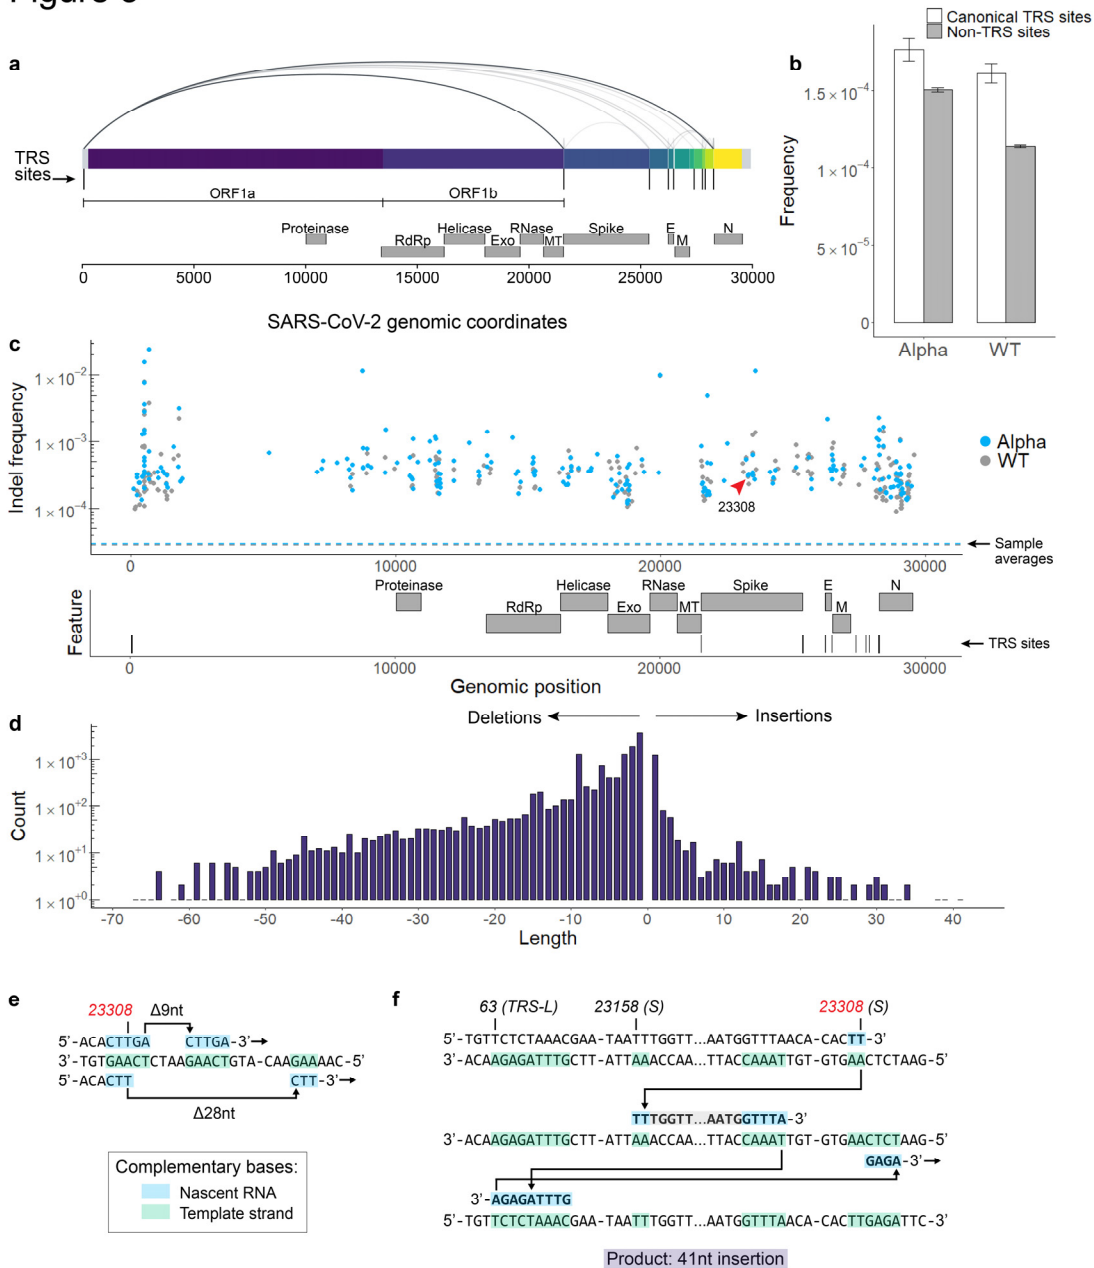 a
TRS
sites
ORF1a
ORF1b
Proteinase
Helicase
RNase
Spike
E
N
RdRp
Exo
MT
M
0 5000 10000 15000 20000 25000 30000
SARS-CoV-2 genomic coordinates
b
Canonical TRS sites
Non-TRS sites
Frequency
1.5 × 10⁻⁴
1 × 10⁻⁴
5 × 10⁻⁵
0
Alpha WT
c
Indel frequency
1 × 10⁻²
1 × 10⁻³
1 × 10⁻⁴
23308
Alpha
WT
Sample
averages
0 10000 20000 30000
Feature
Proteinase
Helicase
RNase
Spike
E
N
RdRp
Exo
MT
M
TRS sites
0 10000 20000 30000
Genomic position
d
Deletions
Insertions
Count
1 × 10⁺³
1 × 10⁺²
1 × 10⁺¹
1 × 10⁺⁰
-70 -60 -50 -40 -30 -20 -10 0 10 20 30 40
Length
e
23308
Δ9nt
5'-ACACTTGA CTTGA-3'
3'-TGTGAACTCTAAGAACTGTA-CAAGAAAAC-5'
5'-ACACTT CTT-3'
Δ28nt
Complementary bases:
Nascent RNA
Template strand
f
63 (TRS-L) 23158 (S) 23308 (S)
5'-TGTTCTCTAAACGAA-TAATTTGGTT...AATGGTTTAACA-CACTT-3'
3'-ACAAGAGATTTGCTT-ATTAAACCAA...TTACCAAATTGT-GTGAACTCTAAG-5'
TTTGGTT...AATGGTTTA-3'
3'-ACAAGAGATTTGCTT-ATTAAACCAA...TTACCAAATTGT-GTGAACTCTAAG-5'
GAGA-3'
3'-AGAGATTTG
5'-TGTTCTCTAAACGAA-TAATTTGGTT...AATGGTTTAACA-CACTTGAGATTC-3'
Product: 41nt insertion